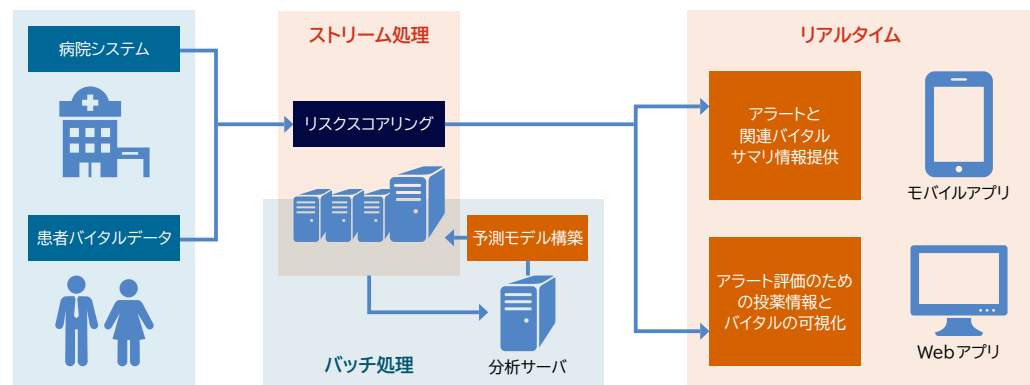 病院システム
患者バイタルデータ
ストリーム処理
リスクスコアリング
予測モデル構築
バッチ処理
分析サーバ
リアルタイム
アラートと
関連バイタル
サマリ情報提供
モバイルアプリ
アラート評価のため
の投薬情報と
バイタルの可視化
Webアプリ